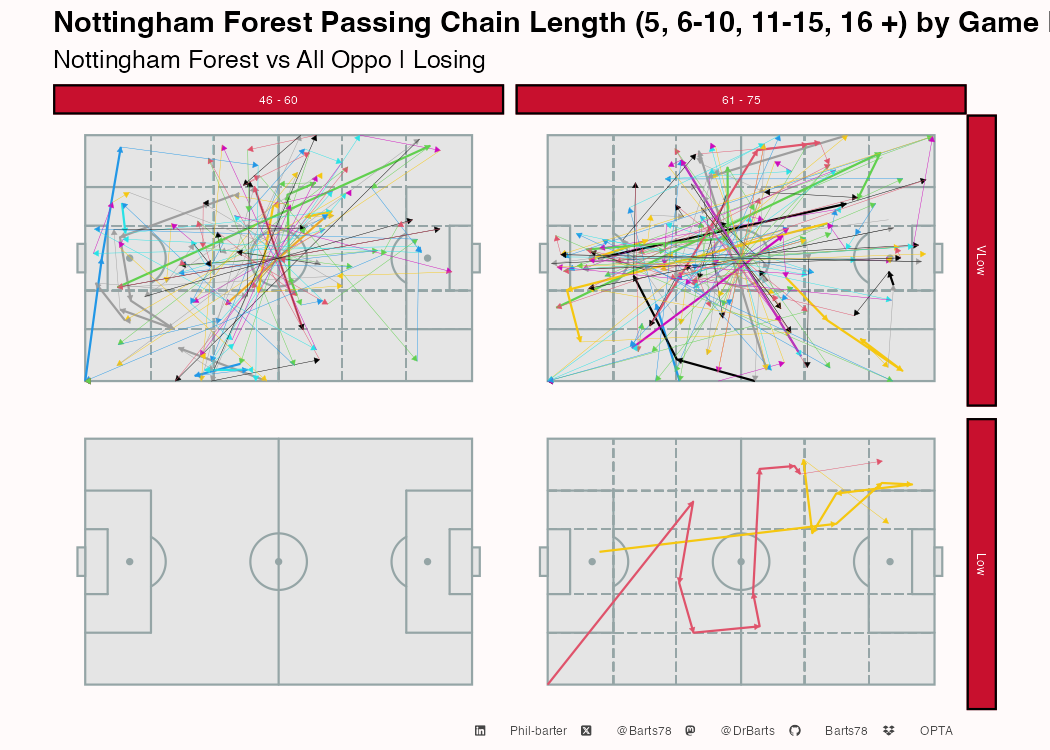 Nottingham Forest Passing Chain Length (5, 6-10, 11-15, 16 +) by Game
Nottingham Forest vs All Oppo | Losing
46 - 60
61 - 75
VLow
Low
Phil-barter @Barts78 @DrBarts Barts78 OPTA